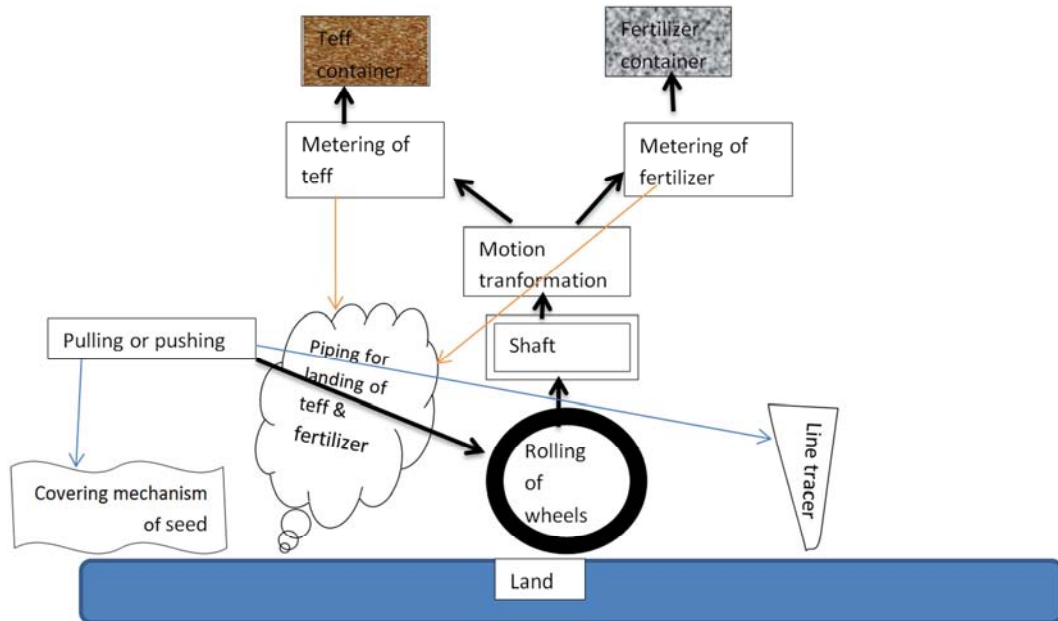 Teff
container
Fertilizer
container
Metering of
teff
Metering of
fertilizer
Motion
tranformation
Pulling or pushing
Piping for
landing of
teff &
fertilizer
Shaft
Covering mechanism
of seed
Rolling
of
wheels
Line tracer
Land